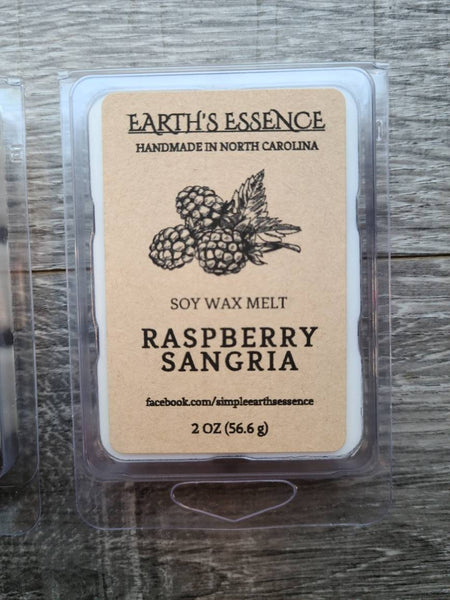 EARTH'S ESSENCE
HANDMADE IN NORTH CAROLINA
SOY WAX MELT
RASPBERRY
SANGRIA
facebook.com/simpleearthsessence
2 OZ (56.6 g)